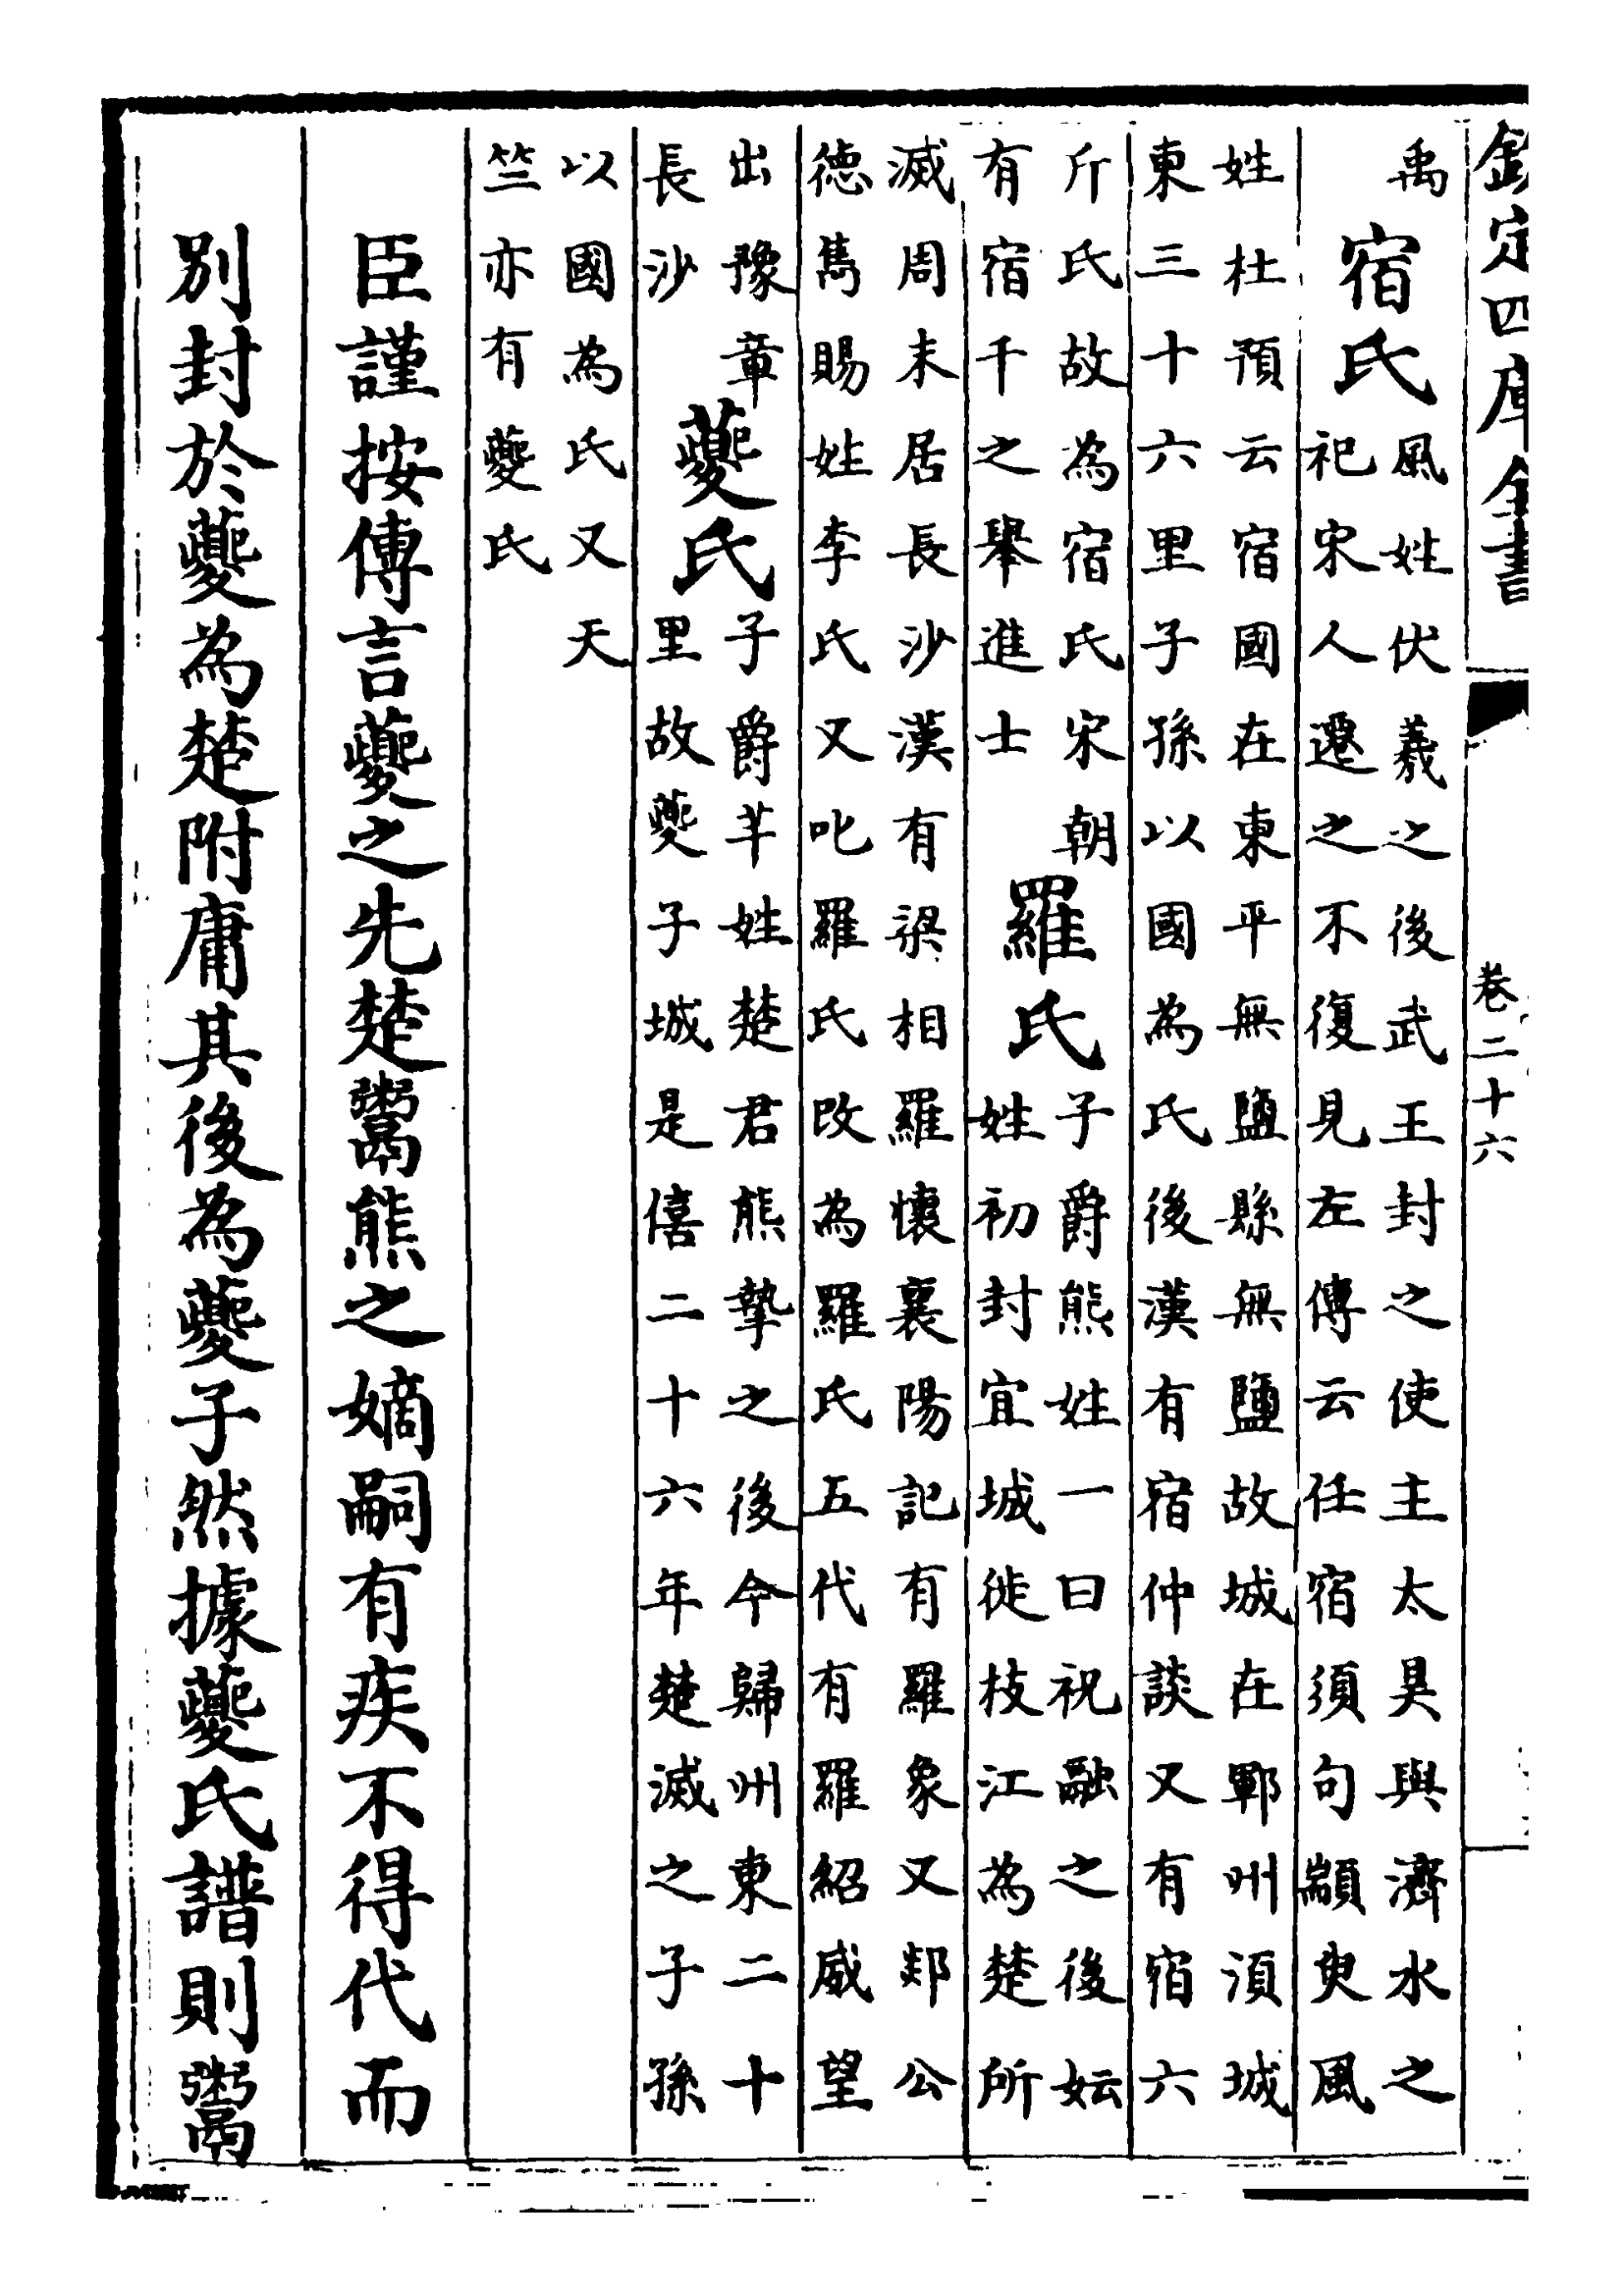 欽定四庫全書 卷二十六
禹
宿氏
風姓伏羲之後武王封之使主太昊與濟水之
祀宋人遷之不復見左傳云任宿須句顓臾風
姓杜預云宿國在東平無鹽縣無鹽故城在鄆州湏城
東三十六里子孫以國為氏後漢有宿仲談又有宿六
斤氏故為宿氏宋朝
有宿千之舉進士
羅氏
子爵熊姓一曰祝融之後妘
姓初封宜城徙枝江為楚所
滅周末居長沙漢有梁相羅懷襄陽記有羅象又郟公
德雋賜姓李氏又叱羅氏改為羅氏五代有羅紹威望
出豫章
長沙
夔氏
子爵芊姓楚君熊摯之後今歸州東二十
里故夔子城是僖二十六年楚滅之子孫
以國為氏又天
竺亦有夔氏
臣謹按傳言夔之先楚鬻熊之嫡嗣有疾不得代而
別封於夔為楚附庸其後為夔子然據夔氏譜則鬻